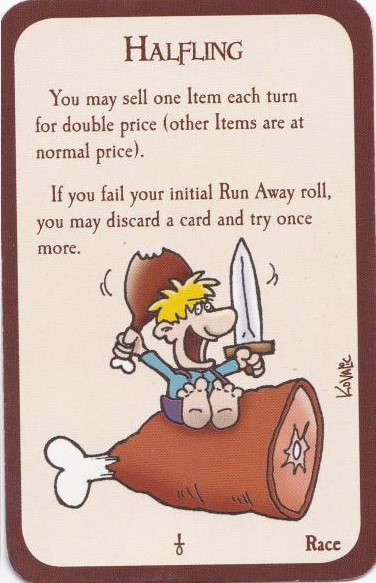 HALFLING
You may sell one Item each turn
for double price (other Items are at
normal price).
If you fail your initial Run Away roll,
you may discard a card and try once
more.
KOVALIC
Race